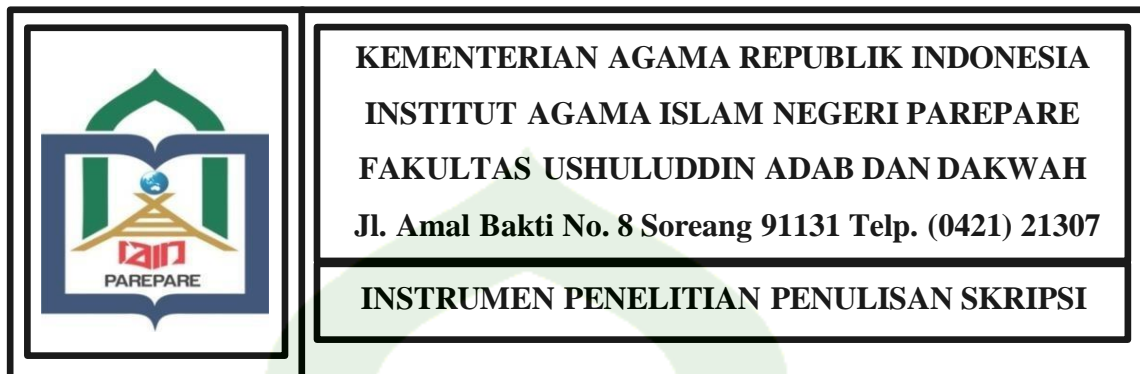 iain
PAREPARE
KEMENTERIAN AGAMA REPUBLIK INDONESIA
INSTITUT AGAMA ISLAM NEGERI PAREPARE
FAKULTAS USHULUDDIN ADAB DAN DAKWAH
Jl. Amal Bakti No. 8 Soreang 91131 Telp. (0421) 21307
INSTRUMEN PENELITIAN PENULISAN SKRIPSI